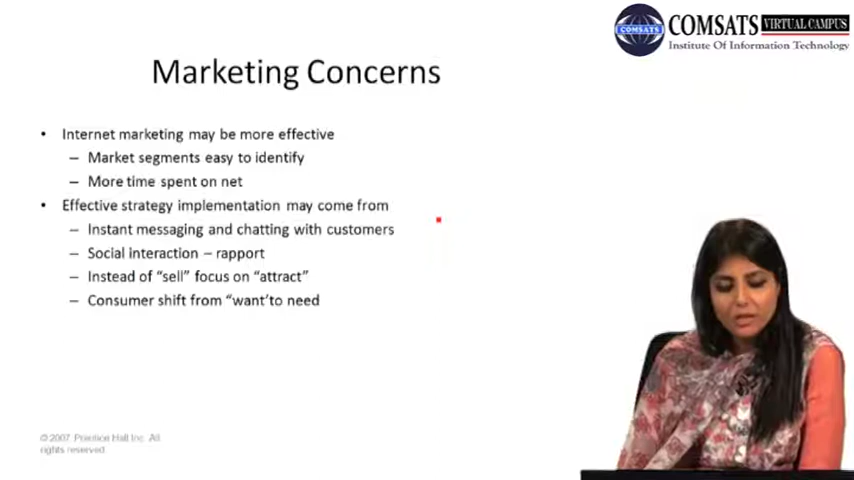 COMSATS VIRTUAL CAMPUS
Institute Of Information Technology
COMSATS
Marketing Concerns
• Internet marketing may be more effective
– Market segments easy to identify
– More time spent on net
• Effective strategy implementation may come from
– Instant messaging and chatting with customers
– Social interaction – rapport
– Instead of “sell” focus on “attract”
– Consumer shift from “want’to need
© 2007 Prentice Hall Inc. All
rights reserved